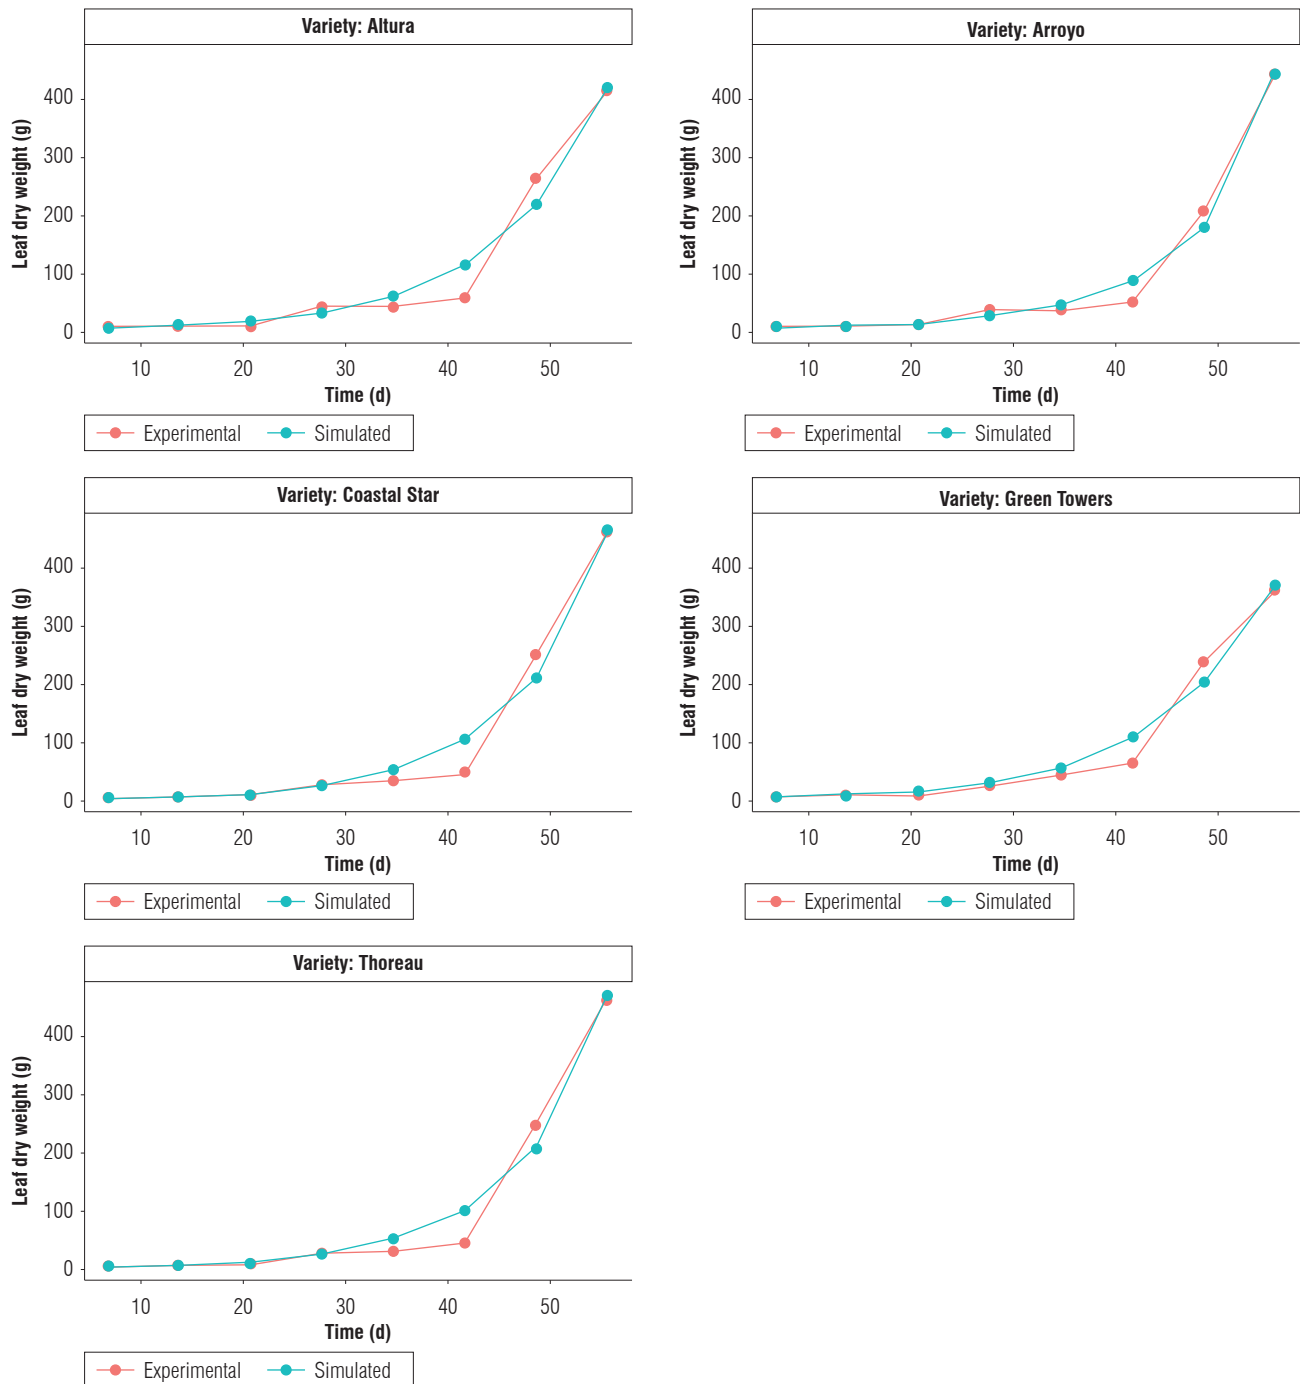 Variety: Altura
Leaf dry weight (g)
400
300
200
100
0
10 20 30 40 50
Time (d)
Experimental Simulated
Variety: Arroyo
Leaf dry weight (g)
400
300
200
100
0
10 20 30 40 50
Time (d)
Experimental Simulated
Variety: Coastal Star
Leaf dry weight (g)
400
300
200
100
0
10 20 30 40 50
Time (d)
Experimental Simulated
Variety: Green Towers
Leaf dry weight (g)
400
300
200
100
0
10 20 30 40 50
Time (d)
Experimental Simulated
Variety: Thoreau
Leaf dry weight (g)
400
300
200
100
0
10 20 30 40 50
Time (d)
Experimental Simulated